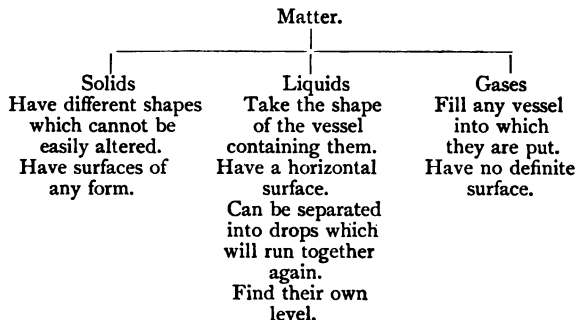 Matter.
Solids
Have different shapes
which cannot be
easily altered.
Have surfaces of
any form.
Liquids
Take the shape
of the vessel
containing them.
Have a horizontal
surface.
Can be separated
into drops which
will run together
again.
Find their own
level.
Gases
Fill any vessel
into which
they are put.
Have no definite
surface.